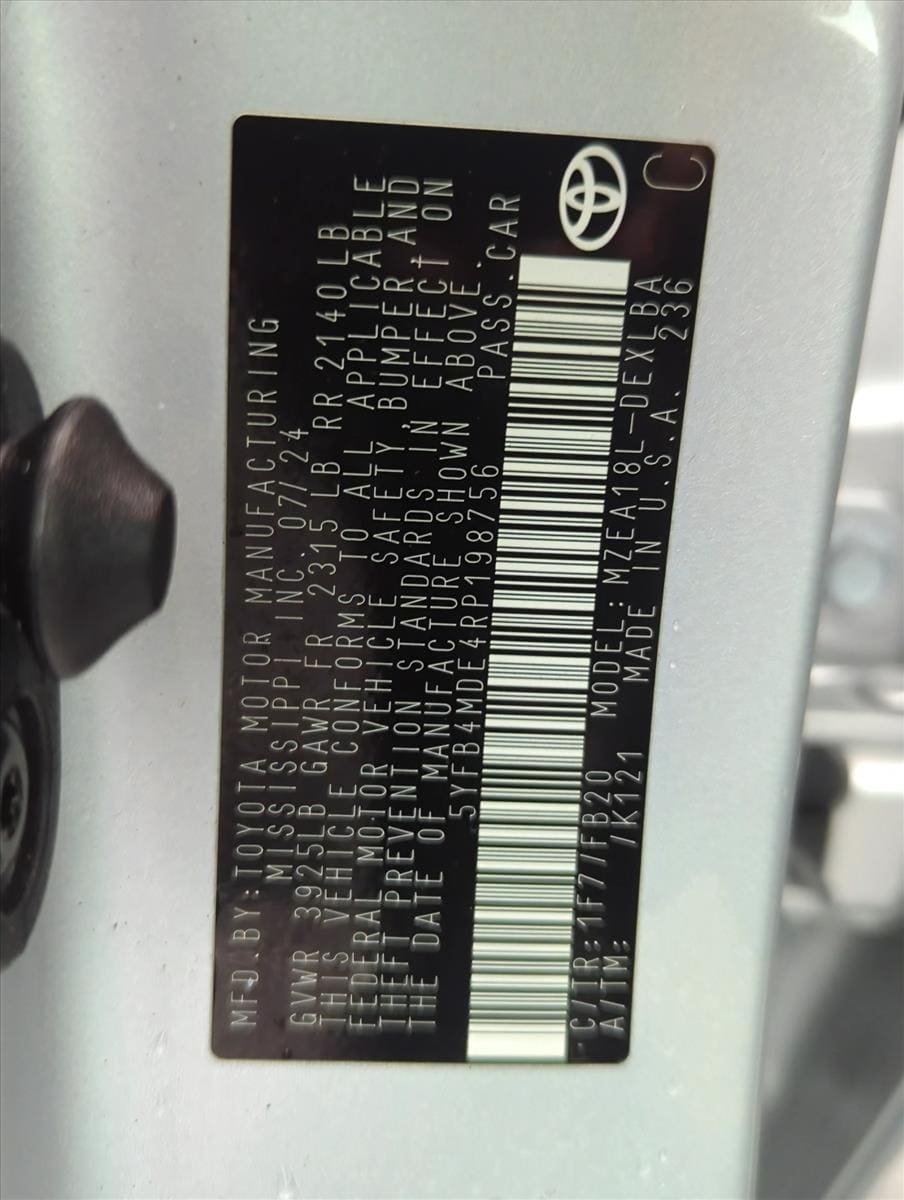 MFD.BY:TOYOTA MOTOR MANUFACTURING
MISSISSIPPI INC. 07/24
GVWR 3925LB GAWR FR 2315 LB RR 2140LB
THIS VEHICLE CONFORMS TO ALL APPLICABLE
FEDERAL MOTOR VEHICLE SAFETY, BUMPER AND
THEFT PREVENTION STANDARDS IN EFFECT ON
THE DATE OF MANUFACTURE SHOWN ABOVE.
5YFB4MDE4RP198756 PASS.CAR
C/TR:1F7/FB20 MODEL:MZEA18L-DEXLBA
A/TM: /K121 MADE IN U.S.A. 236
C